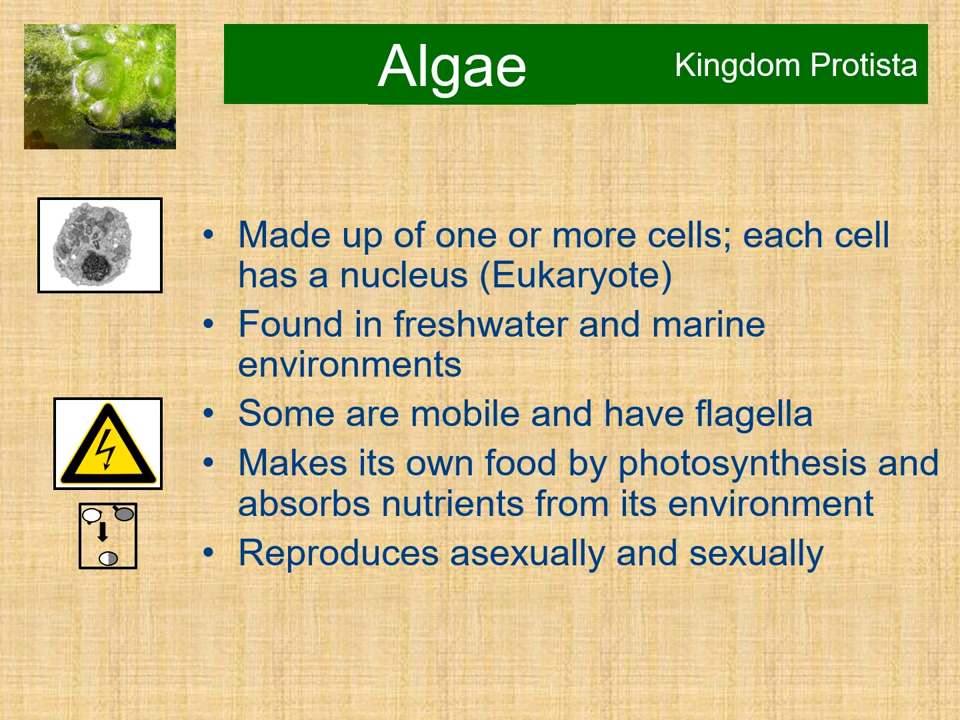 Algae
Kingdom Protista
• Made up of one or more cells; each cell
has a nucleus (Eukaryote)
• Found in freshwater and marine
environments
• Some are mobile and have flagella
• Makes its own food by photosynthesis and
absorbs nutrients from its environment
• Reproduces asexually and sexually